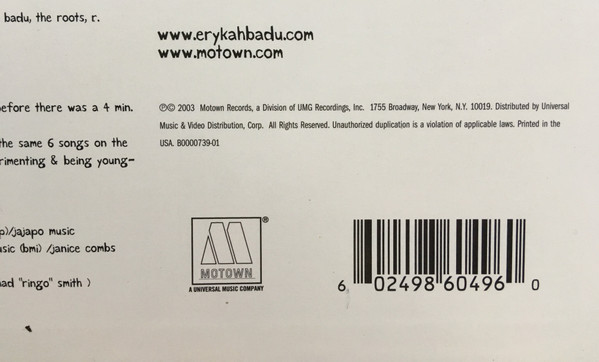 badu, the roots, r.
www.erykahbadu.com
www.motown.com
efore there was a 4 min.
℗© 2003 Motown Records, a Division of UMG Recordings, Inc. 1755 Broadway, New York, N.Y. 10019. Distributed by Universal
Music & Video Distribution, Corp. All Rights Reserved. Unauthorized duplication is a violation of applicable laws. Printed in the
USA. B0000739-01
the same 6 songs on the
rimenting & being young-
p)/jajapo music
usic (bmi) /janice combs
ad "ringo" smith )
M®
MOTOWN
A UNIVERSAL MUSIC COMPANY
6 02498 60496 0